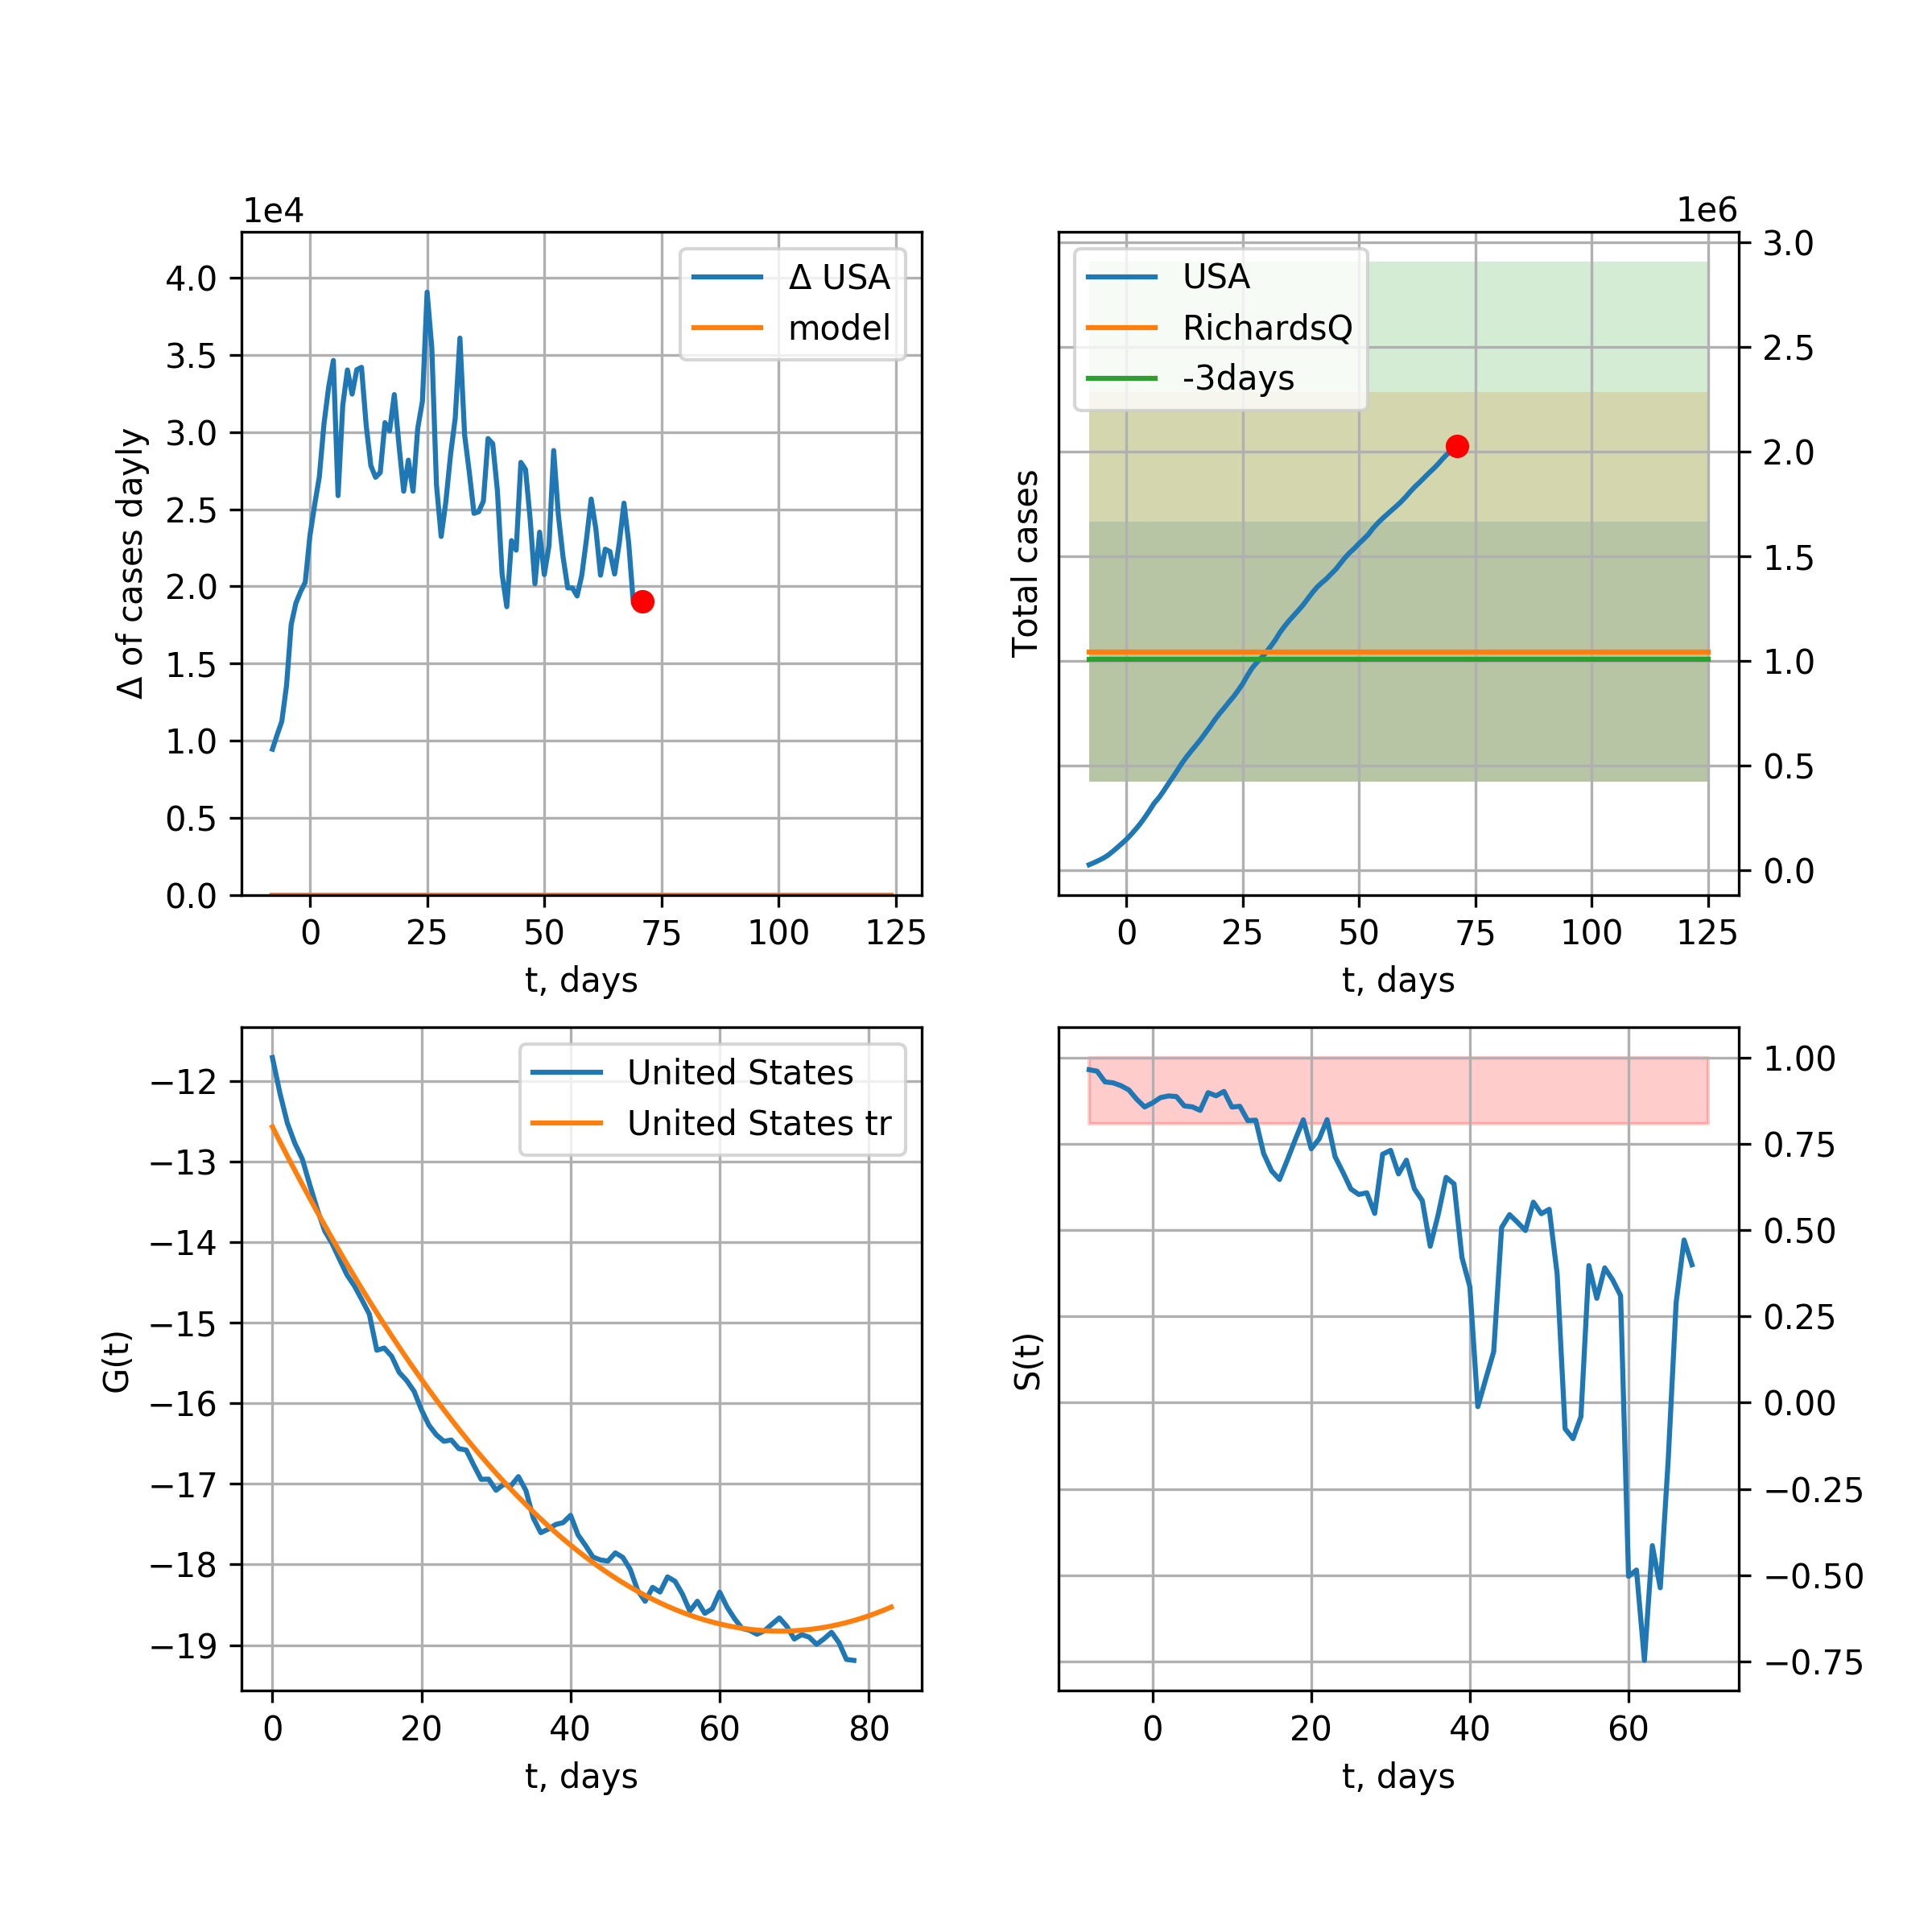 1e4
Δ of cases dayly
4.0
3.5
3.0
2.5
2.0
1.5
1.0
0.5
0.0
Δ USA
model
0 25 50 75 100 125
t, days
1e6
Total cases
USA
RichardsQ
-3days
3.0
2.5
2.0
1.5
1.0
0.5
0.0
0 25 50 75 100 125
t, days
G(t)
−12
−13
−14
−15
−16
−17
−18
−19
United States
United States tr
0 20 40 60 80
t, days
S(t)
1.00
0.75
0.50
0.25
0.00
−0.25
−0.50
−0.75
0 20 40 60
t, days